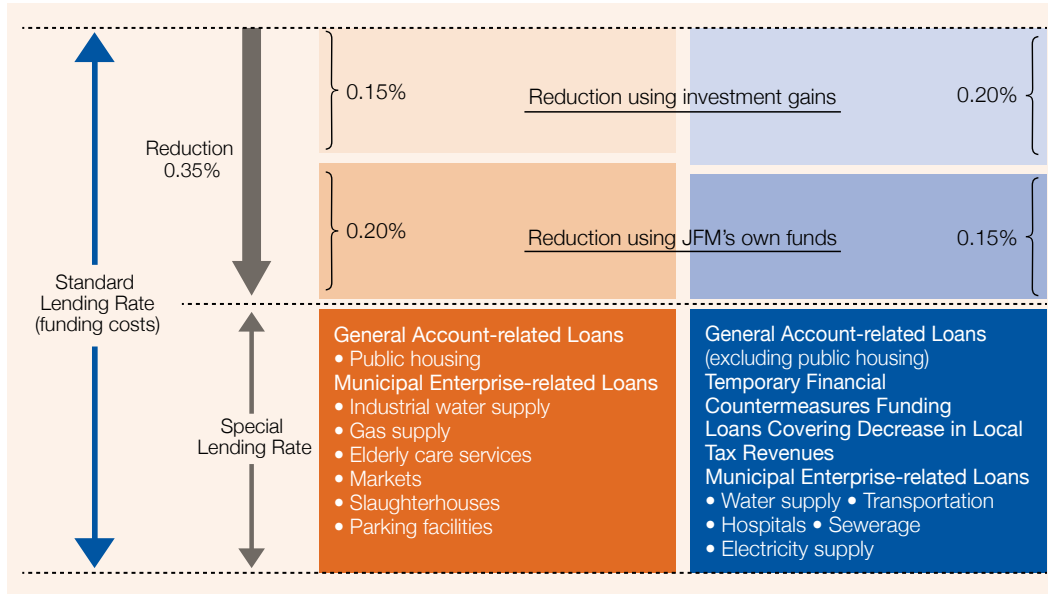 0.15%
Reduction using investment gains
0.20%
Reduction
0.35%
0.20%
Reduction using JFM's own funds
0.15%
Standard
Lending Rate
(funding costs)
Special
Lending Rate
General Account-related Loans
• Public housing
Municipal Enterprise-related Loans
• Industrial water supply
• Gas supply
• Elderly care services
• Markets
• Slaughterhouses
• Parking facilities
General Account-related Loans
(excluding public housing)
Temporary Financial
Countermeasures Funding
Loans Covering Decrease in Local
Tax Revenues
Municipal Enterprise-related Loans
• Water supply • Transportation
• Hospitals • Sewerage
• Electricity supply